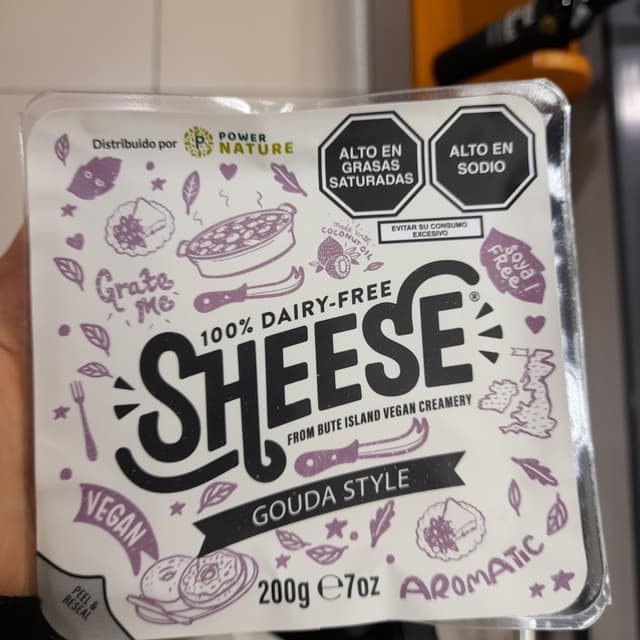 Distribuido por
POWER
NATURE
ALTO EN
GRASAS
SATURADAS
ALTO EN
SODIO
EVITAR SU CONSUMO
EXCESIVO
made with
COCONUT OIL
SOYA
FREE!
Grate
ME
100% DAIRY-FREE
SHEESE®
FROM BUTE ISLAND VEGAN CREAMERY
GOUDA STYLE
VEGAN
PEEL &
RESEAL
200g ℮7oz
AROMATIC